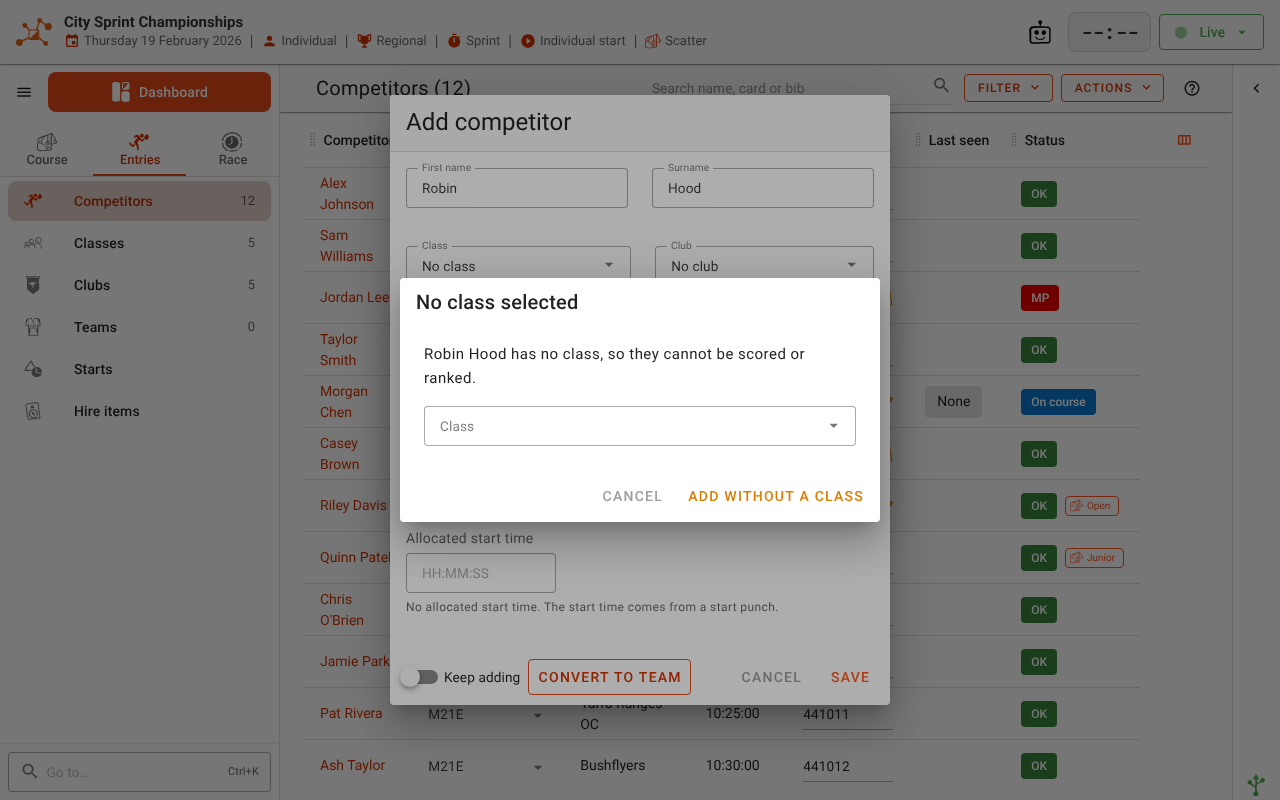 City Sprint Championships
Thursday 19 February 2026 | Individual | Regional | Sprint | Individual start | Scatter
--:--
Live
Dashboard
Course
Entries
Race
Competitors 12
Classes 5
Clubs 5
Teams 0
Starts
Hire items
Go to...
Ctrl+K
Competitors (12)
Search name, card or bib
FILTER
ACTIONS
Last seen
Status
Alex
Johnson
OK
Sam
Williams
OK
Jordan Lee
MP
Taylor
Smith
OK
Morgan
Chen
None
On course
Casey
Brown
OK
Riley Davis
OK
Open
Quinn Patel
OK
Junior
Chris
O'Brien
OK
OK
Pat Rivera
M21E
OC
10:25:00
441011
OK
Ash Taylor
M21E
Bushflyers
10:30:00
441012
OK
Add competitor
First name
Robin
Surname
Hood
Class
No class
Club
No club
No class selected
Robin Hood has no class, so they cannot be scored or
ranked.
Class
CANCEL
ADD WITHOUT A CLASS
Allocated start time
HH:MM:SS
No allocated start time. The start time comes from a start punch.
Keep adding
CONVERT TO TEAM
CANCEL
SAVE